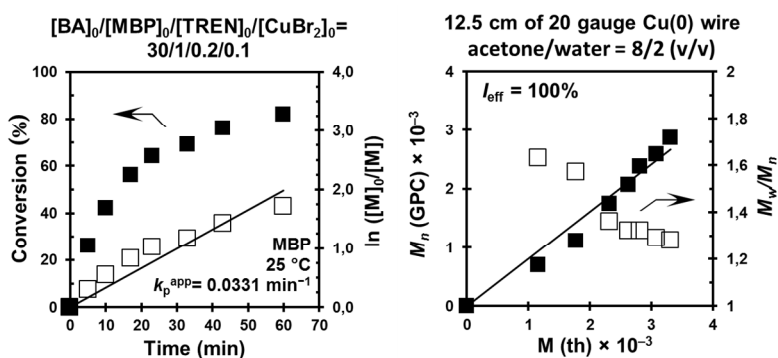 [BA]₀/[MBP]₀/[TREN]₀/[CuBr₂]₀=
30/1/0.2/0.1
100
80
60
40
20
0
Conversion (%)
4,0
3,0
2,0
1,0
0,0
ln ([M]₀/[M])
MBP
25 °C
kₚᵃᵖᵖ = 0.0331 min⁻¹
0 10 20 30 40 50 60 70
Time (min)
12.5 cm of 20 gauge Cu(0) wire
acetone/water = 8/2 (v/v)
4
3
2
1
0
Mₙ (GPC) × 10⁻³
I_eff = 100%
2
1,8
1,6
1,4
1,2
1
M_w/Mₙ
0 1 2 3 4
M (th) × 10⁻³